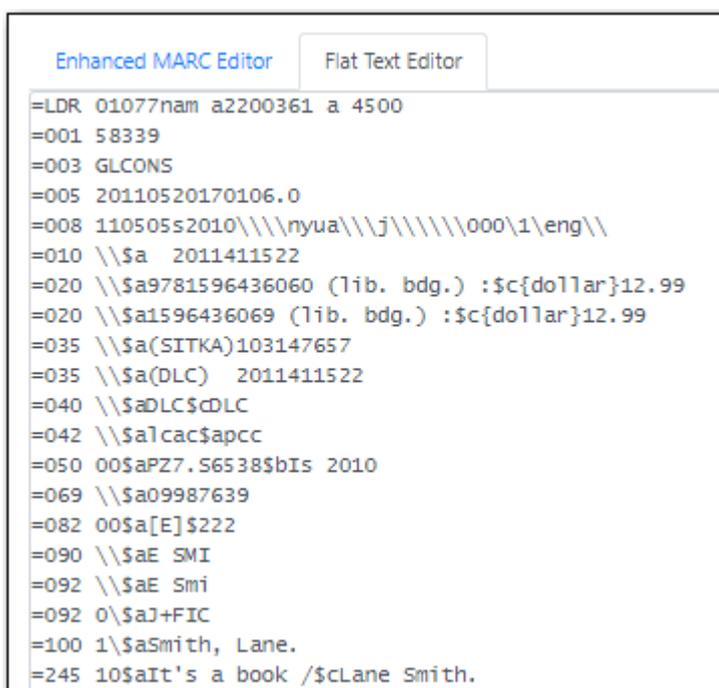 Enhanced MARC Editor Flat Text Editor
=LDR 01077nam a2200361 a 4500
=001 58339
=003 GLCONS
=005 20110520170106.0
=008 110505s2010\\\\nyua\\\j\\\\\\000\1\eng\\
=010 \\$a  2011411522
=020 \\$a9781596436060 (lib. bdg.) :$c{dollar}12.99
=020 \\$a1596436069 (lib. bdg.) :$c{dollar}12.99
=035 \\$a(SITKA)103147657
=035 \\$a(DLC)  2011411522
=040 \\$aDLC$cDLC
=042 \\$alcac$apcc
=050 00$aPZ7.S6538$bIs 2010
=069 \\$a09987639
=082 00$a[E]$222
=090 \\$aE SMI
=092 \\$aE Smi
=092 0\$aJ+FIC
=100 1\$aSmith, Lane.
=245 10$aIt's a book /$cLane Smith.